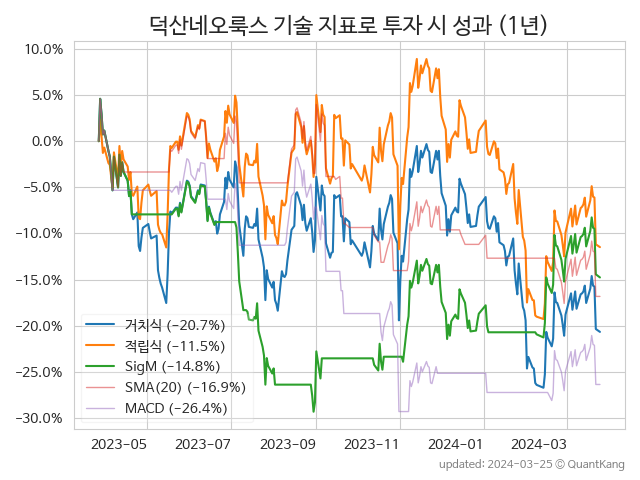 덕산네오룩스 기술 지표로 투자 시 성과 (1년)
10.0%
5.0%
0.0%
−5.0%
−10.0%
−15.0%
−20.0%
−25.0%
−30.0%
거치식 (−20.7%)
적립식 (−11.5%)
SigM (−14.8%)
SMA(20) (−16.9%)
MACD (−26.4%)
2023-05 2023-07 2023-09 2023-11 2024-01 2024-03
updated: 2024-03-25 © QuantKang